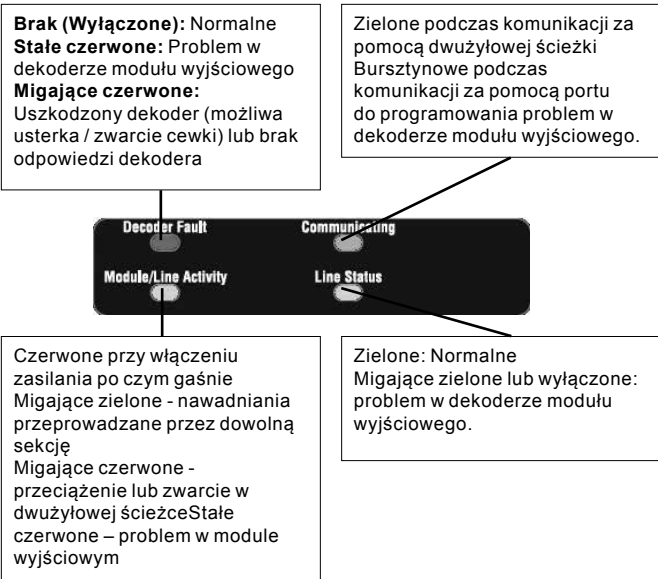 Brak (Wyłączone): Normalne
Stałe czerwone: Problem w
dekoderze modułu wyjściowego
Migające czerwone:
Uszkodzony dekoder (możliwa
usterka / zwarcie cewki) lub brak
odpowiedzi dekodera
Zielone podczas komunikacji za
pomocą dwużyłowej ścieżki
Bursztynowe podczas
komunikacji za pomocą portu
do programowania problem w
dekoderze modułu wyjściowego.
Decoder Fault
Communicating
Module/Line Activity
Line Status
Czerwone przy włączeniu
zasilania po czym gaśnie
Migające zielone - nawadniania
przeprowadzane przez dowolną
sekcję
Migające czerwone -
przeciążenie lub zwarcie w
dwużyłowej ścieżceStałe
czerwone – problem w module
wyjściowym
Zielone: Normalne
Migające zielone lub wyłączone:
problem w dekoderze modułu
wyjściowego.